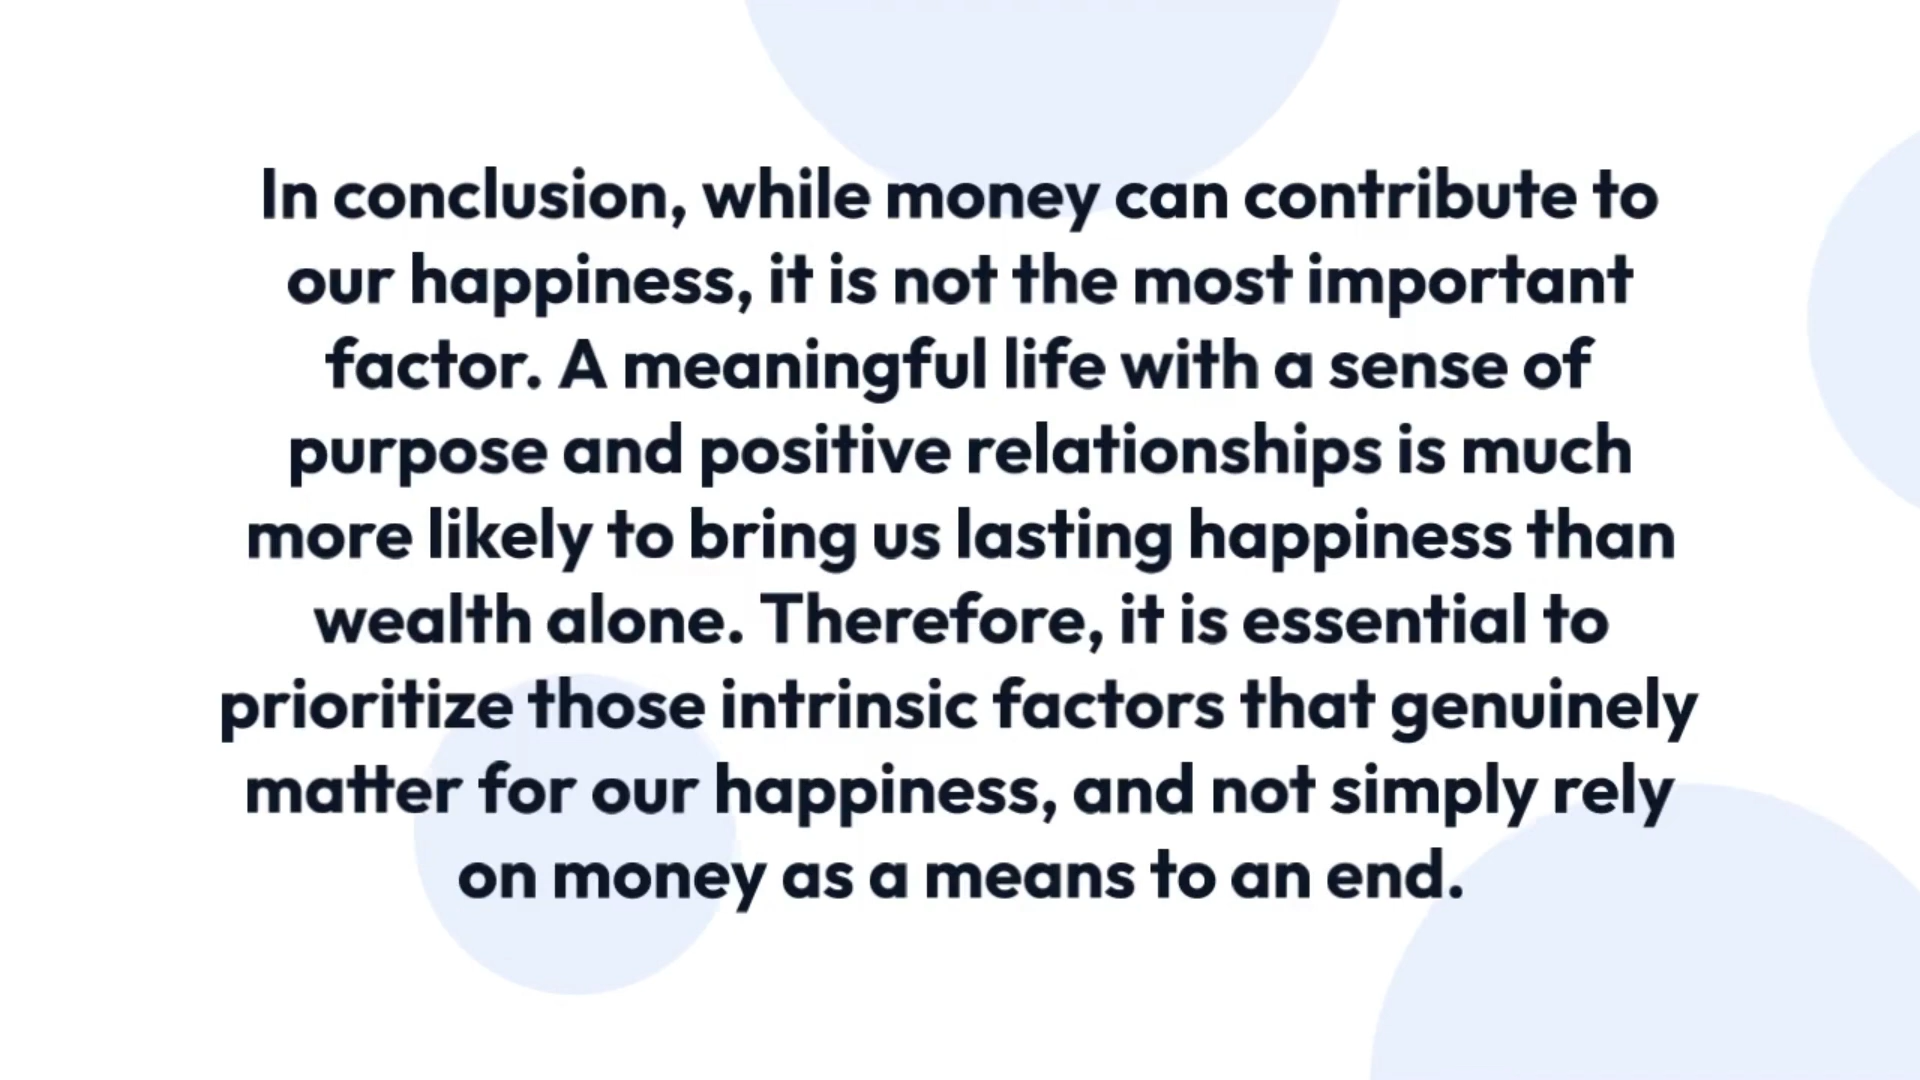 In conclusion, while money can contribute to
our happiness, it is not the most important
factor. A meaningful life with a sense of
purpose and positive relationships is much
more likely to bring us lasting happiness than
wealth alone. Therefore, it is essential to
prioritize those intrinsic factors that genuinely
matter for our happiness, and not simply rely
on money as a means to an end.